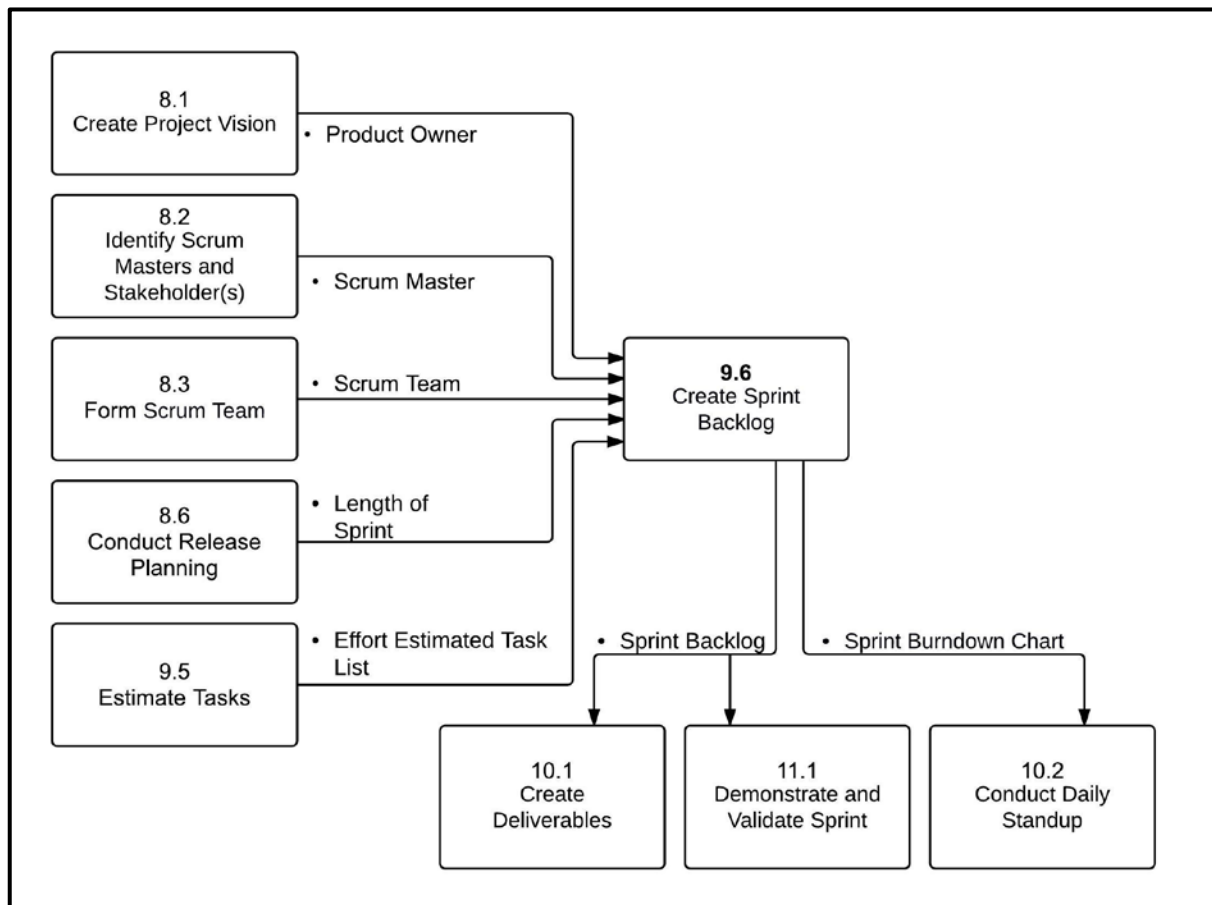 8.1
Create Project Vision
• Product Owner
8.2
Identify Scrum
Masters and
Stakeholder(s)
• Scrum Master
8.3
Form Scrum Team
• Scrum Team
9.6
Create Sprint
Backlog
8.6
Conduct Release
Planning
• Length of
Sprint
9.5
Estimate Tasks
• Effort Estimated Task
List
• Sprint Backlog
• Sprint Burndown Chart
10.1
Create
Deliverables
11.1
Demonstrate and
Validate Sprint
10.2
Conduct Daily
Standup